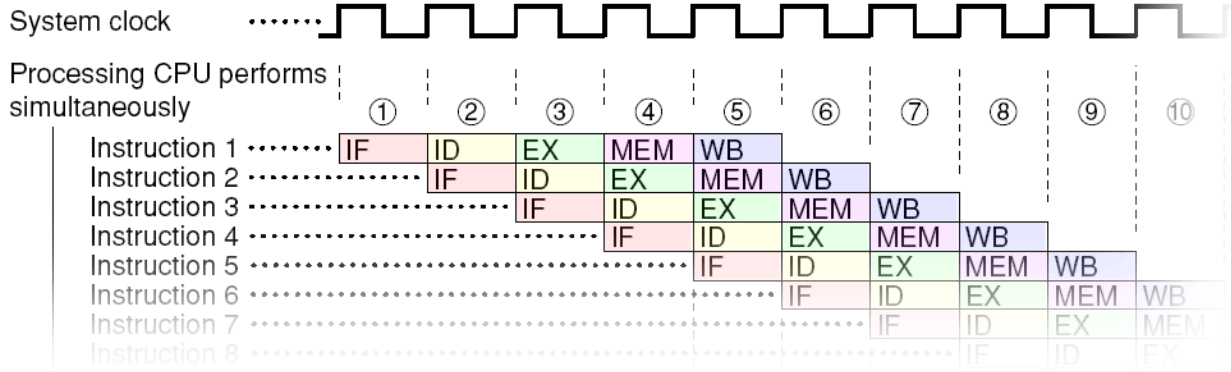 System clock
Processing CPU performs
simultaneously
① ② ③ ④ ⑤ ⑥ ⑦ ⑧ ⑨ ⑩
Instruction 1 IF ID EX MEM WB
Instruction 2 IF ID EX MEM WB
Instruction 3 IF ID EX MEM WB
Instruction 4 IF ID EX MEM WB
Instruction 5 IF ID EX MEM WB
Instruction 6 IF ID EX MEM WB
Instruction 7 IF ID EX MEM
Instruction 8 IF ID EX